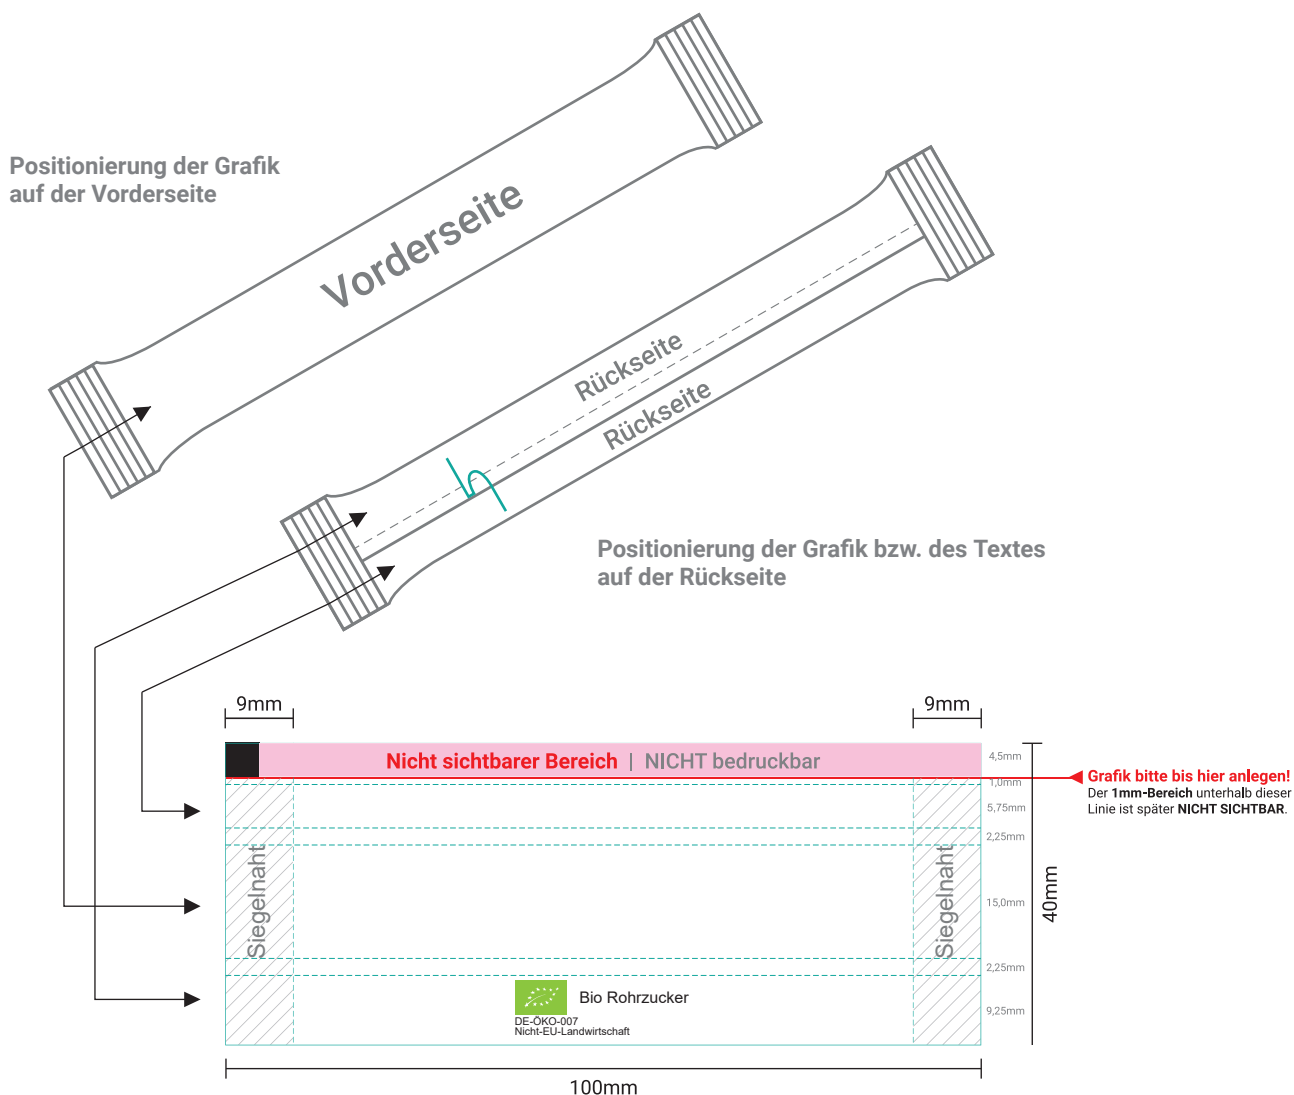 Positionierung der Grafik
auf der Vorderseite
Vorderseite
Rückseite
Rückseite
Positionierung der Grafik bzw. des Textes
auf der Rückseite
9mm
9mm
Nicht sichtbarer Bereich | NICHT bedruckbar
4,5mm
1,0mm
Grafik bitte bis hier anlegen!
Der 1mm-Bereich unterhalb dieser
Linie ist später NICHT SICHTBAR.
5,75mm
2,25mm
Siegelnaht
Siegelnaht
15,0mm
40mm
2,25mm
Bio Rohrzucker
9,25mm
DE-ÖKO-007
Nicht-EU-Landwirtschaft
100mm